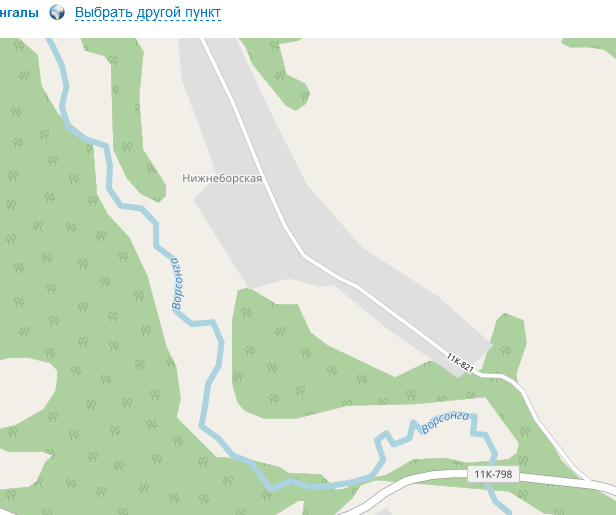 нгалы Выбрать другой пункт
Нижнеборская
Ворсонга
11К-821
Ворсонга
11К-798